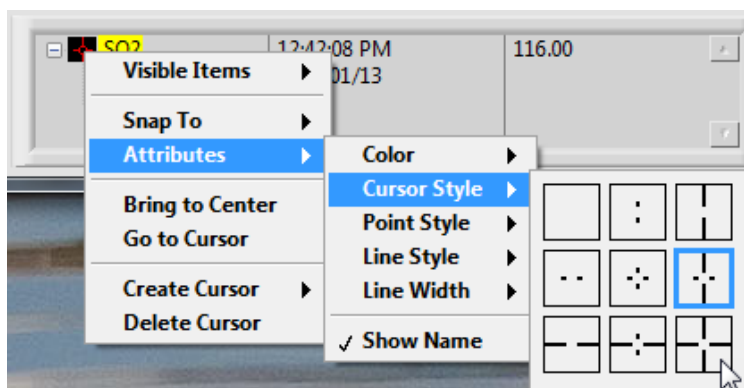 SO2 12:42:08 PM 116.00
01/13
Visible Items
Snap To
Attributes
Bring to Center
Go to Cursor
Create Cursor
Delete Cursor
Color
Cursor Style
Point Style
Line Style
Line Width
Show Name